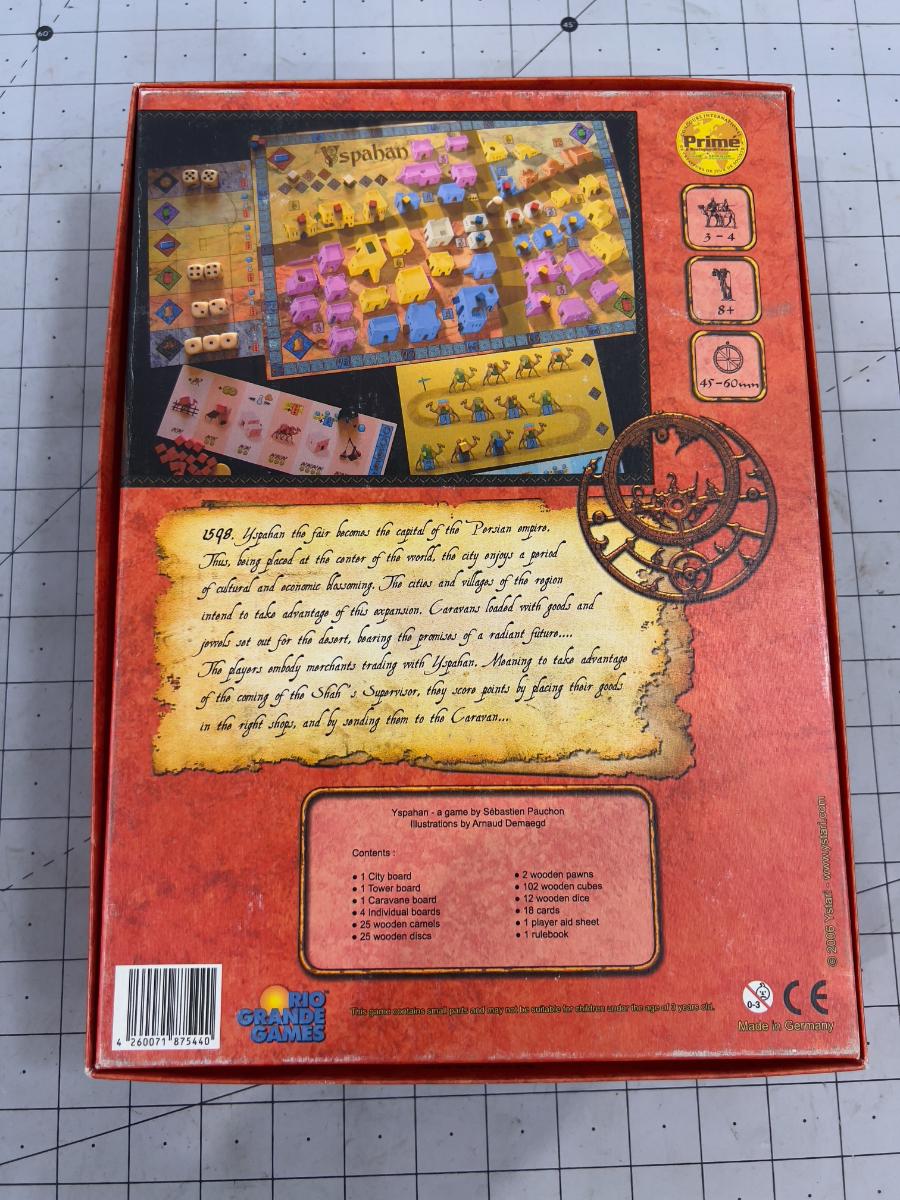 60°
45°
Yspahan
Prime
3 - 4
8+
45-60mn
1598. Yspahan the fair becomes the capital of the Persian empire.
Thus, being placed at the center of the world, the city enjoys a period
of cultural and economic blossoming. The cities and villages of the region
intend to take advantage of this expansion. Caravans loaded with goods and
jewels set out for the desert, bearing the promises of a radiant future....
The players embody merchants trading with Yspahan. Meaning to take advantage
of the coming of the Shah's Supervisor, they score points by placing their goods
in the right shops, and by sending them to the Caravan...
Yspahan - a game by Sébastien Pauchon
Illustrations by Arnaud Demaegd
Contents :
• 1 City board
• 1 Tower board
• 1 Caravane board
• 4 Individual boards
• 25 wooden camels
• 25 wooden discs
• 2 wooden pawns
• 102 wooden cubes
• 12 wooden dice
• 18 cards
• 1 player aid sheet
• 1 rulebook
© 2006 Ystari - www.ystari.com
4 260071 875440
RIO
GRANDE
GAMES
This game contains small parts and may not be suitable for children under the age of 3 years old.
0-3
CE
Made in Germany